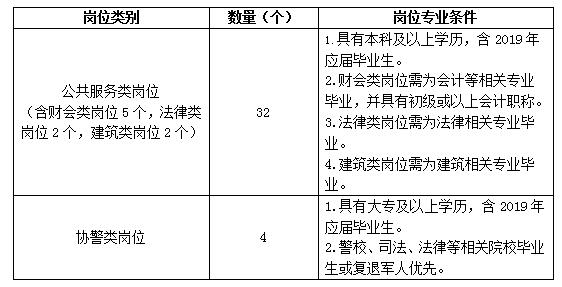 岗位类别
数量（个）
岗位专业条件
公共服务类岗位
（含财会类岗位5个，法律类
岗位2个，建筑类岗位2个）
32
1.具有本科及以上学历，含2019年
应届毕业生。
2.财会类岗位需为会计等相关专业
毕业，并具有初级或以上会计职称。
3.法律类岗位需为法律相关专业毕
业。
4.建筑类岗位需为建筑相关专业毕
业。
协警类岗位
4
1.具有大专及以上学历，含2019年
应届毕业生。
2.警校、司法、法律等相关院校毕业
生或复退军人优先。